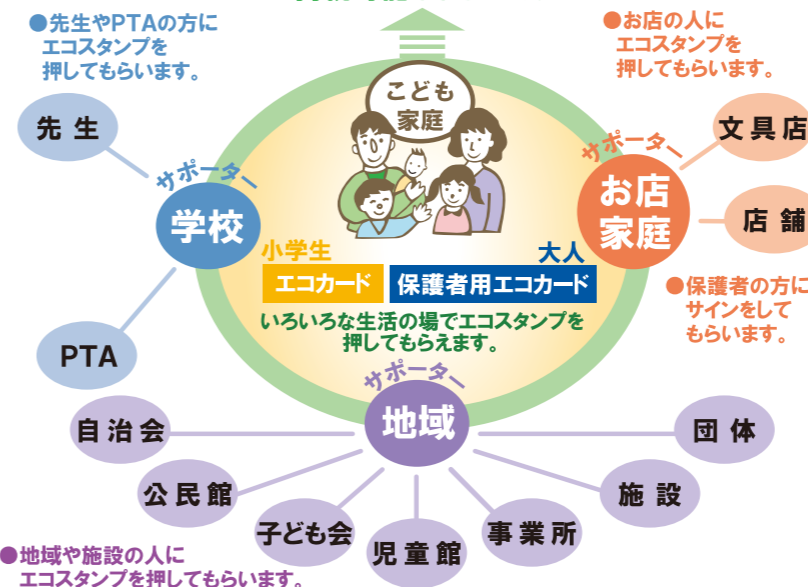 ●先生やPTAの方に
エコスタンプを
押してもらいます。
●お店の人に
エコスタンプを
押してもらいます。
こども
家庭
先生
サポーター
学校
PTA
サポーター
お店
家庭
文具店
店舗
小学生
エコカード
大人
保護者用エコカード
いろいろな生活の場でエコスタンプを
押してもらえます。
●保護者の方に
サインをして
もらいます。
サポーター
地域
自治会
公民館
子ども会
児童館
事業所
施設
団体
●地域や施設の人に
エコスタンプを押してもらいます。